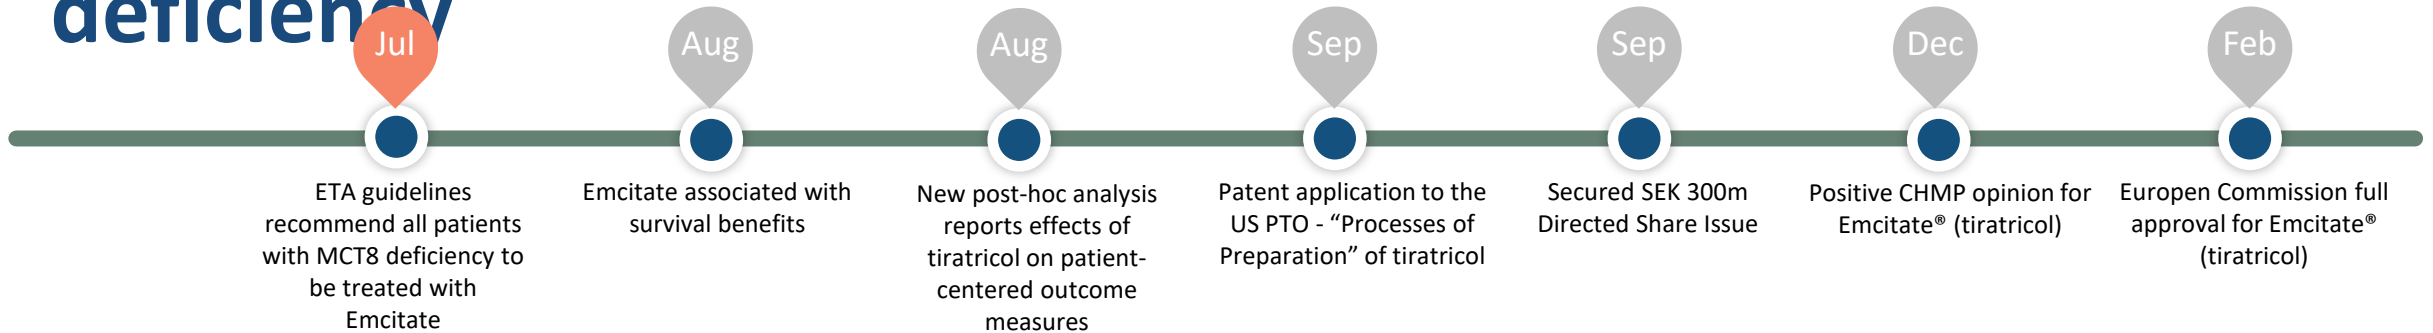 deficiency
Jul
Aug
Aug
Sep
Sep
Dec
Feb
ETA guidelines
recommend all patients
with MCT8 deficiency to
be treated with
Emcitate
Emcitate associated with
survival benefits
New post-hoc analysis
reports effects of
tiratricol on patient-
centered outcome
measures
Patent application to the
US PTO - “Processes of
Preparation” of tiratricol
Secured SEK 300m
Directed Share Issue
Positive CHMP opinion for
Emcitate® (tiratricol)
Europen Commission full
approval for Emcitate®
(tiratricol)